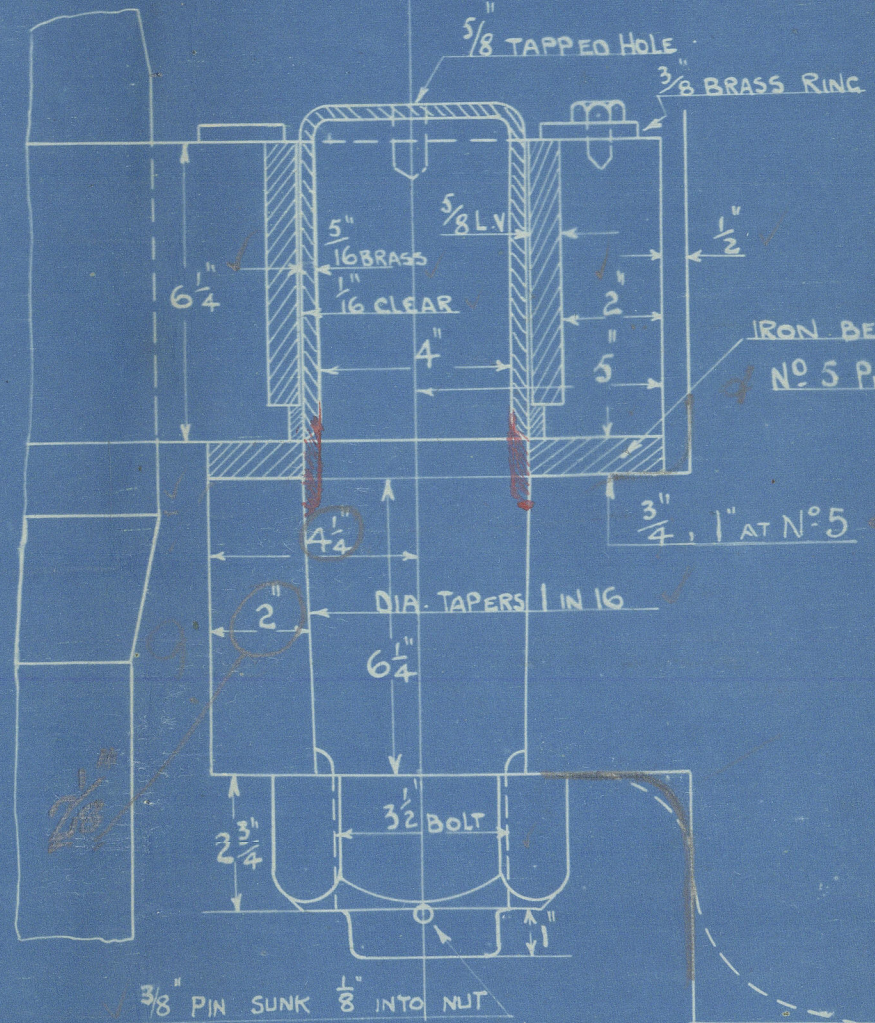 5/8" TAPPED HOLE
3/8" BRASS RING
5/8 L.V
1/2"
5/16" BRASS
1/16" CLEAR
6 1/4"
2"
4"
5"
IRON BE
Nº 5 P
3/4", 1" AT Nº 5
4 1/4"
2"
DIA. TAPERS 1 IN 16
6 1/4"
3 1/2" BOLT
2 3/4"
1"
3/8" PIN SUNK 1/8" INTO NUT